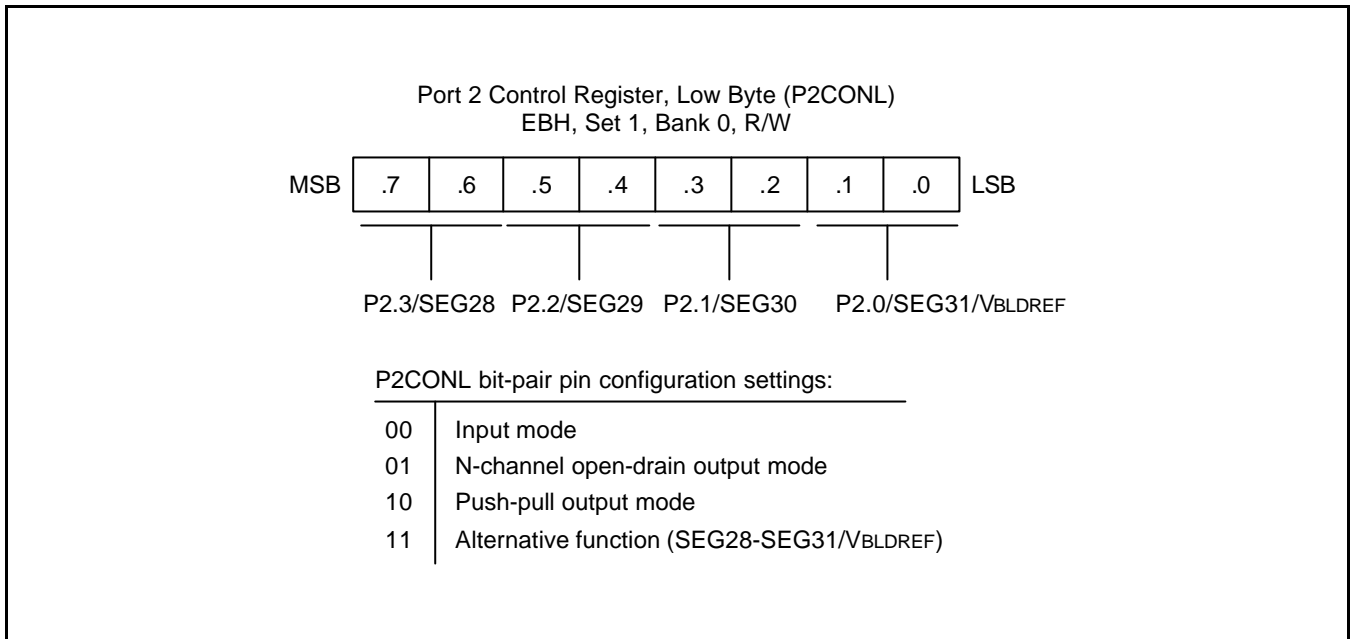 Port 2 Control Register, Low Byte (P2CONL)
EBH, Set 1, Bank 0, R/W
MSB .7 .6 .5 .4 .3 .2 .1 .0 LSB
P2.3/SEG28 P2.2/SEG29 P2.1/SEG30 P2.0/SEG31/VBLDREF
P2CONL bit-pair pin configuration settings:
00 Input mode
01 N-channel open-drain output mode
10 Push-pull output mode
11 Alternative function (SEG28-SEG31/VBLDREF)